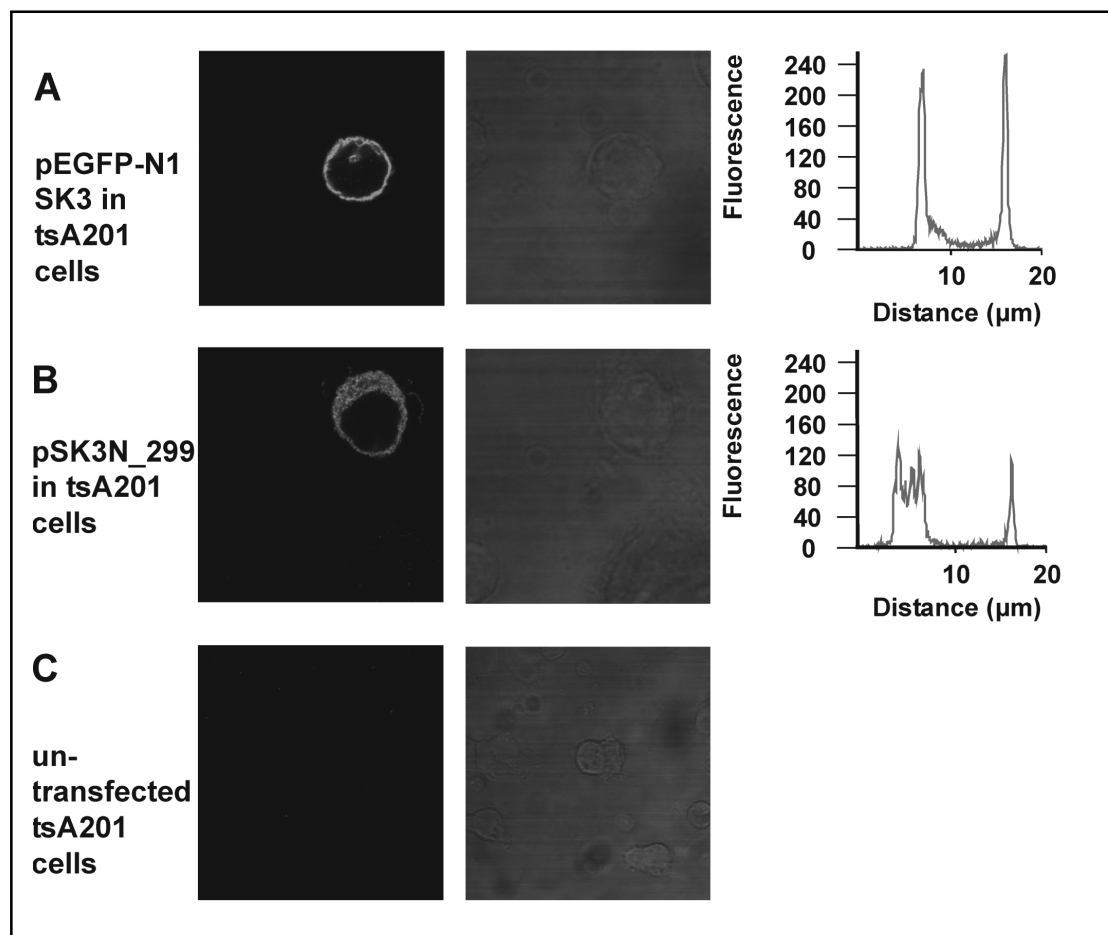 A
pEGFP-N1
SK3 in
tsA201
cells
Fluorescence
240
200
160
120
80
40
0
10
20
Distance (µm)
B
pSK3N_299
in tsA201
cells
Fluorescence
240
200
160
120
80
40
0
10
20
Distance (µm)
C
un-
transfected
tsA201
cells